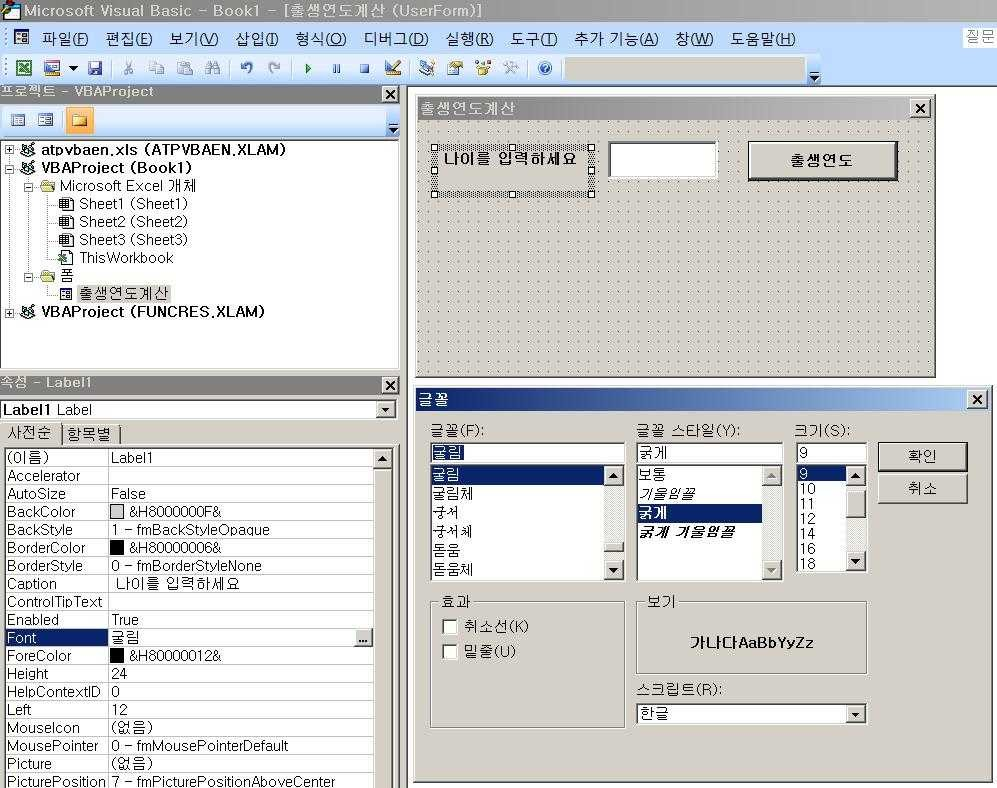 Microsoft Visual Basic - Book1 - [출생연도계산 (UserForm)]
파일(F) 편집(E) 보기(V) 삽입(I) 형식(O) 디버그(D) 실행(R) 도구(T) 추가 기능(A) 창(W) 도움말(H) 질문
프로젝트 - VBAProject
atpvbaen.xls (ATPVBAEN.XLAM)
VBAProject (Book1)
Microsoft Excel 개체
Sheet1 (Sheet1)
Sheet2 (Sheet2)
Sheet3 (Sheet3)
ThisWorkbook
폼
출생연도계산
VBAProject (FUNCRES.XLAM)
속성 - Label1
Label1 Label
사전순 항목별
(이름) Label1
Accelerator
AutoSize False
BackColor &H8000000F&
BackStyle 1 - fmBackStyleOpaque
BorderColor &H80000006&
BorderStyle 0 - fmBorderStyleNone
Caption 나이를 입력하세요
ControlTipText
Enabled True
Font 굴림 ...
ForeColor &H80000012&
Height 24
HelpContextID 0
Left 12
MouseIcon (없음)
MousePointer 0 - fmMousePointerDefault
Picture (없음)
PicturePosition 7 - fmPicturePositionAboveCenter
출생연도계산
나이를 입력하세요 출생연도
글꼴
글꼴(F): 글꼴 스타일(Y): 크기(S):
굴림 굵게 9 확인
굴림 보통 9 취소
굴림체 기울임꼴 10
궁서 굵게 11
궁서체 굵게 기울임꼴 12
돋움 14
돋움체 16
18
효과 보기
취소선(K)
밑줄(U)
가나다AaBbYyZz
스크립트(R):
한글